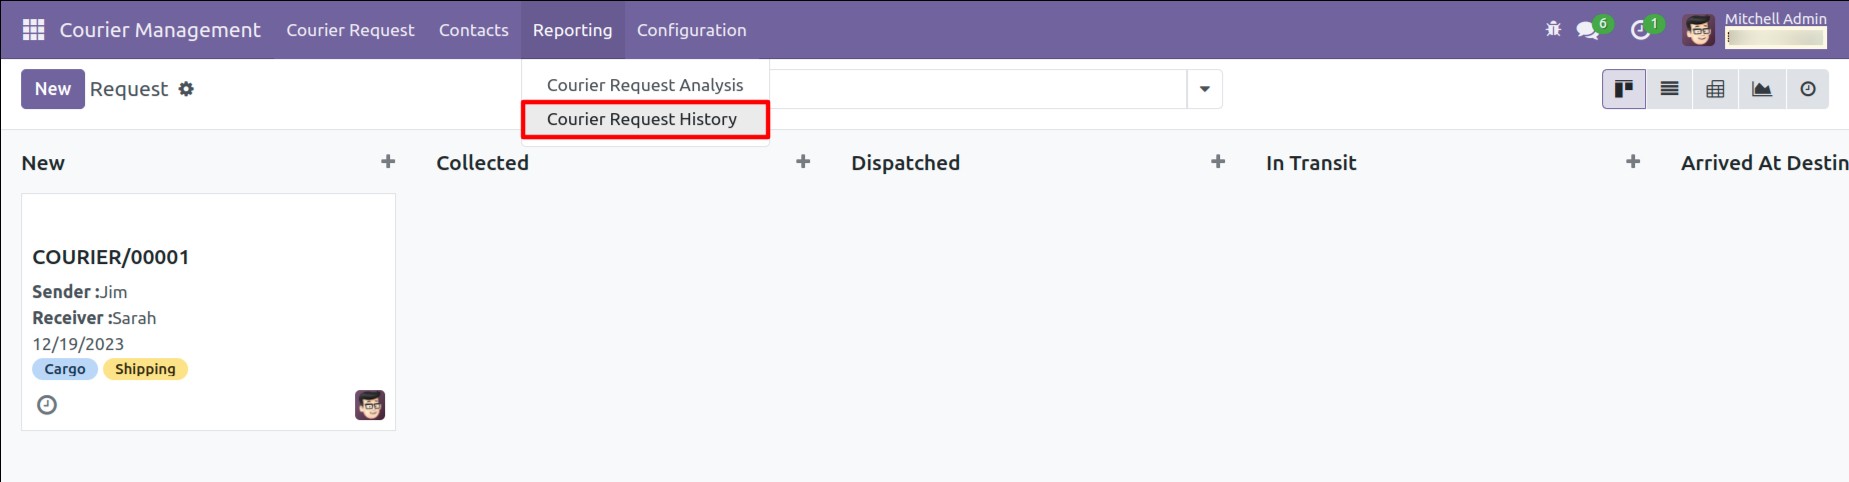 Courier Management Courier Request Contacts Reporting Configuration 6 1 Mitchell Admin
New Request
Courier Request Analysis
Courier Request History
New + Collected + Dispatched + In Transit + Arrived At Destin
COURIER/00001
Sender :Jim
Receiver :Sarah
12/19/2023
Cargo Shipping